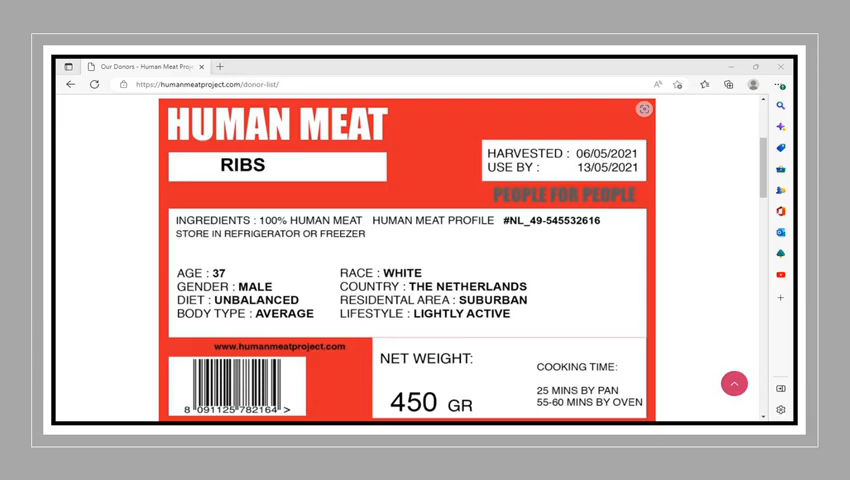 Our Donors - Human Meat Proj
https://humanmeatproject.com/donor-list/
HUMAN MEAT
RIBS
HARVESTED : 06/05/2021
USE BY : 13/05/2021
PEOPLE FOR PEOPLE
INGREDIENTS : 100% HUMAN MEAT HUMAN MEAT PROFILE #NL_49-545532616
STORE IN REFRIGERATOR OR FREEZER
AGE : 37 RACE : WHITE
GENDER : MALE COUNTRY : THE NETHERLANDS
DIET : UNBALANCED RESIDENTAL AREA : SUBURBAN
BODY TYPE : AVERAGE LIFESTYLE : LIGHTLY ACTIVE
www.humanmeatproject.com
NET WEIGHT:
450 GR
COOKING TIME:
25 MINS BY PAN
55-60 MINS BY OVEN
8 091125 782164 >